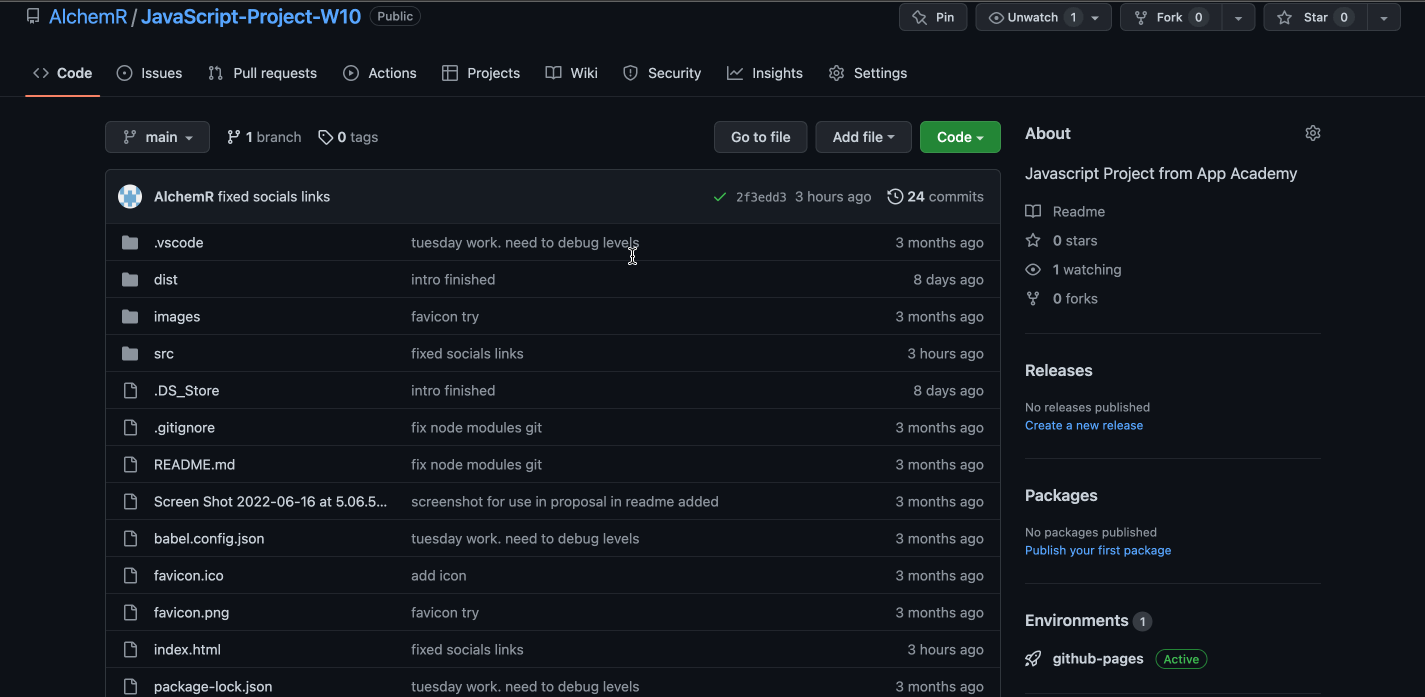 AlchemR / JavaScript-Project-W10 Public
Pin
Unwatch 1
Fork 0
Star 0
Code
Issues
Pull requests
Actions
Projects
Wiki
Security
Insights
Settings
main
1 branch
0 tags
Go to file
Add file
Code
AlchemR fixed socials links 2f3edd3 3 hours ago 24 commits
.vscode tuesday work. need to debug levels 3 months ago
dist intro finished 8 days ago
images favicon try 3 months ago
src fixed socials links 3 hours ago
.DS_Store intro finished 8 days ago
.gitignore fix node modules git 3 months ago
README.md fix node modules git 3 months ago
Screen Shot 2022-06-16 at 5.06.5... screenshot for use in proposal in readme added 3 months ago
babel.config.json tuesday work. need to debug levels 3 months ago
favicon.ico add icon 3 months ago
favicon.png favicon try 3 months ago
index.html fixed socials links 3 hours ago
package-lock.json tuesday work. need to debug levels 3 months ago
About
Javascript Project from App Academy
Readme
0 stars
1 watching
0 forks
Releases
No releases published
Create a new release
Packages
No packages published
Publish your first package
Environments 1
github-pages Active